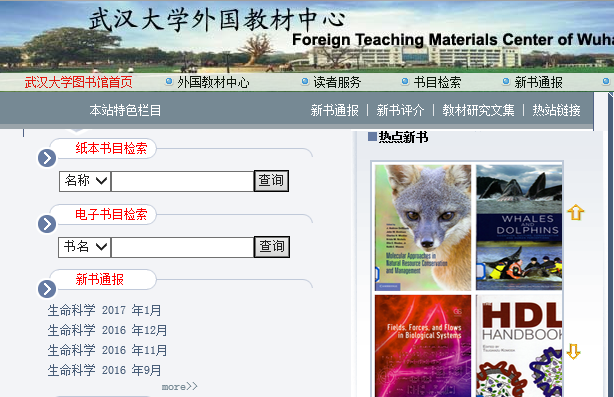 武汉大学外国教材中心
Foreign Teaching Materials Center of Wuha
武汉大学图书馆首页 外国教材中心 读者服务 书目检索 新书通报
本站特色栏目 新书通报 | 新书评介 | 教材研究文集 | 热站链接
纸本书目检索
名称 查询
电子书目检索
书名 查询
新书通报
生命科学 2017 年1月
生命科学 2016 年12月
生命科学 2016 年11月
生命科学 2016 年9月
more>>
热点新书
Molecular Approaches in
Natural Resource Conservation
and Management
WHALES
AND
DOLPHINS
Fields, Forces, and Flows
in Biological Systems
HDL
HANDBOOK